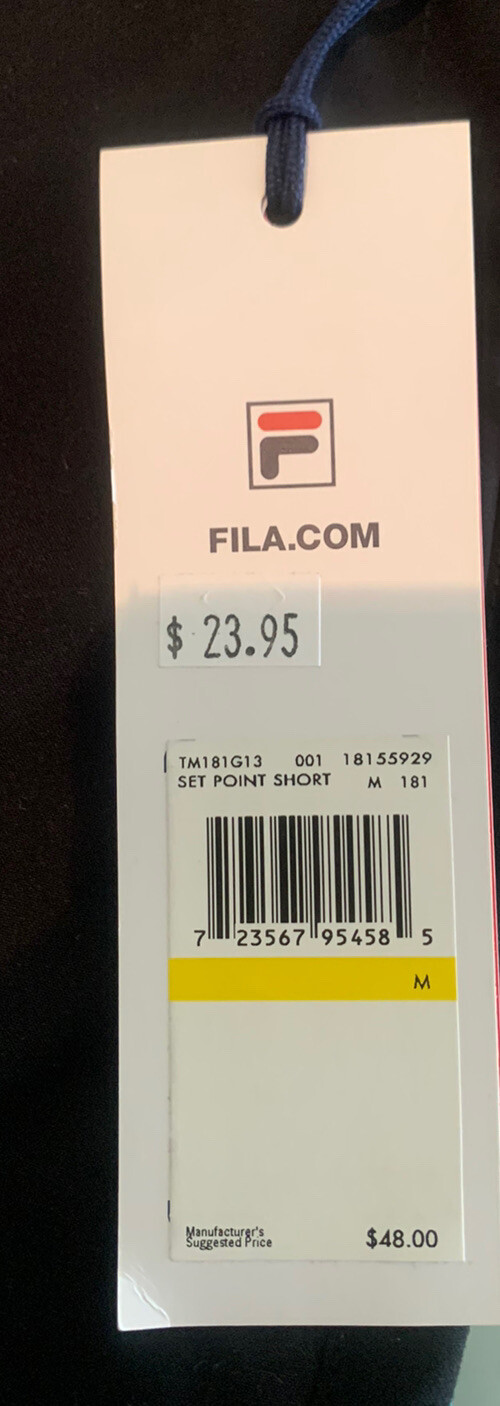 FILA.COM
$ 23.95
TM181G13 001 18155929
SET POINT SHORT M 181
7 23567 95458 5
M
Manufacturer's
Suggested Price $48.00